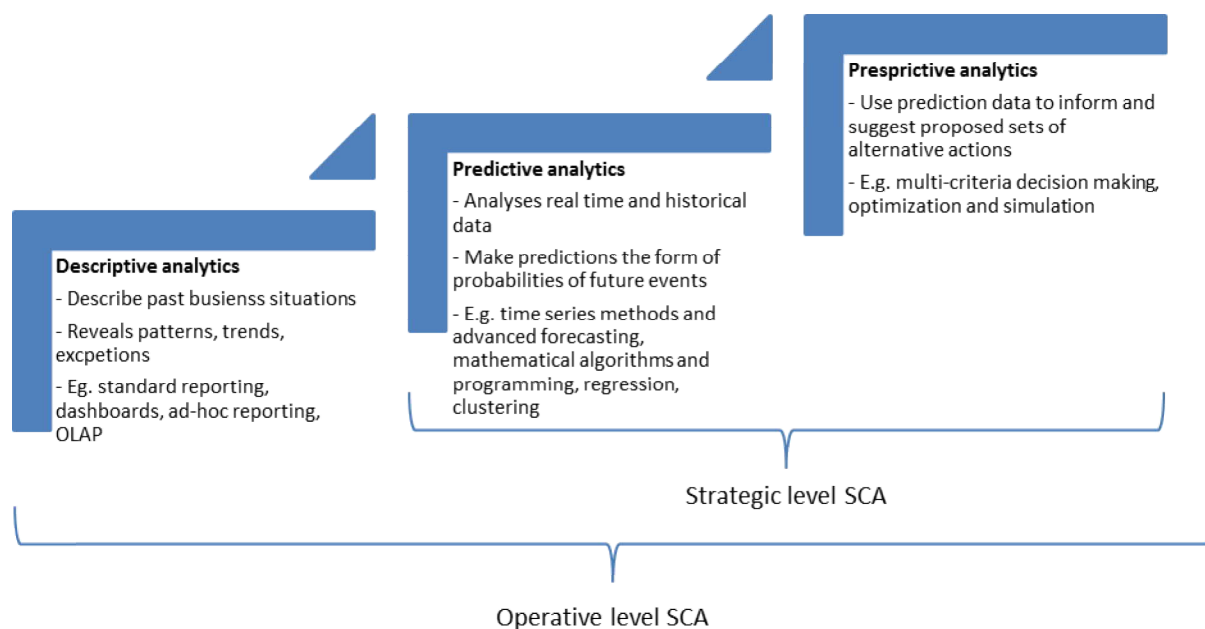 Descriptive analytics
- Describe past busienss situations
- Reveals patterns, trends,
excpetions
- Eg. standard reporting,
dashboards, ad-hoc reporting,
OLAP
Predictive analytics
- Analyses real time and historical
data
- Make predictions the form of
probabilities of future events
- E.g. time series methods and
advanced forecasting,
mathematical algorithms and
programming, regression,
clustering
Presprictive analytics
- Use prediction data to inform and
suggest proposed sets of
alternative actions
- E.g. multi-criteria decision making,
optimization and simulation
Strategic level SCA
Operative level SCA